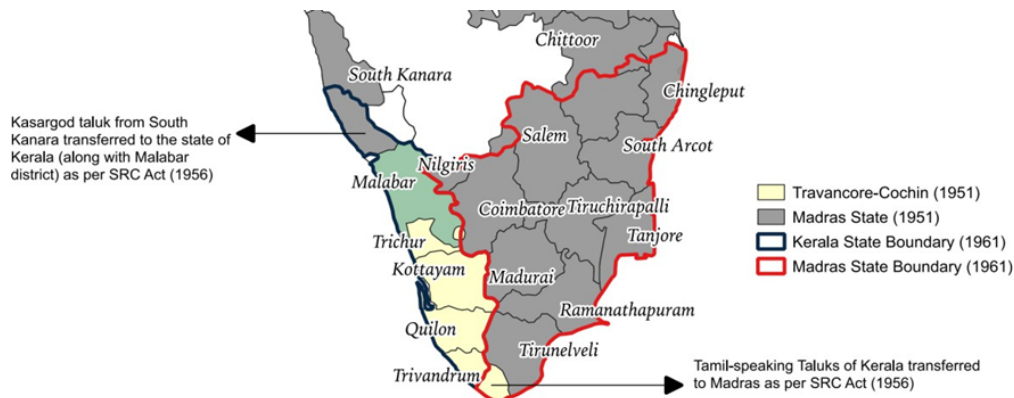 Chittoor
South Kanara
Chingleput
Kasargod taluk from South
Kanara transferred to the state of
Kerala (along with Malabar
district) as per SRC Act (1956)
Salem
South Arcot
Nilgiris
Malabar
Coimbatore
Tiruchirapalli
Tanjore
Trichur
Kottayam
Madurai
Ramanathapuram
Quilon
Tirunelveli
Trivandrum
Travancore-Cochin (1951)
Madras State (1951)
Kerala State Boundary (1961)
Madras State Boundary (1961)
Tamil-speaking Taluks of Kerala transferred
to Madras as per SRC Act (1956)